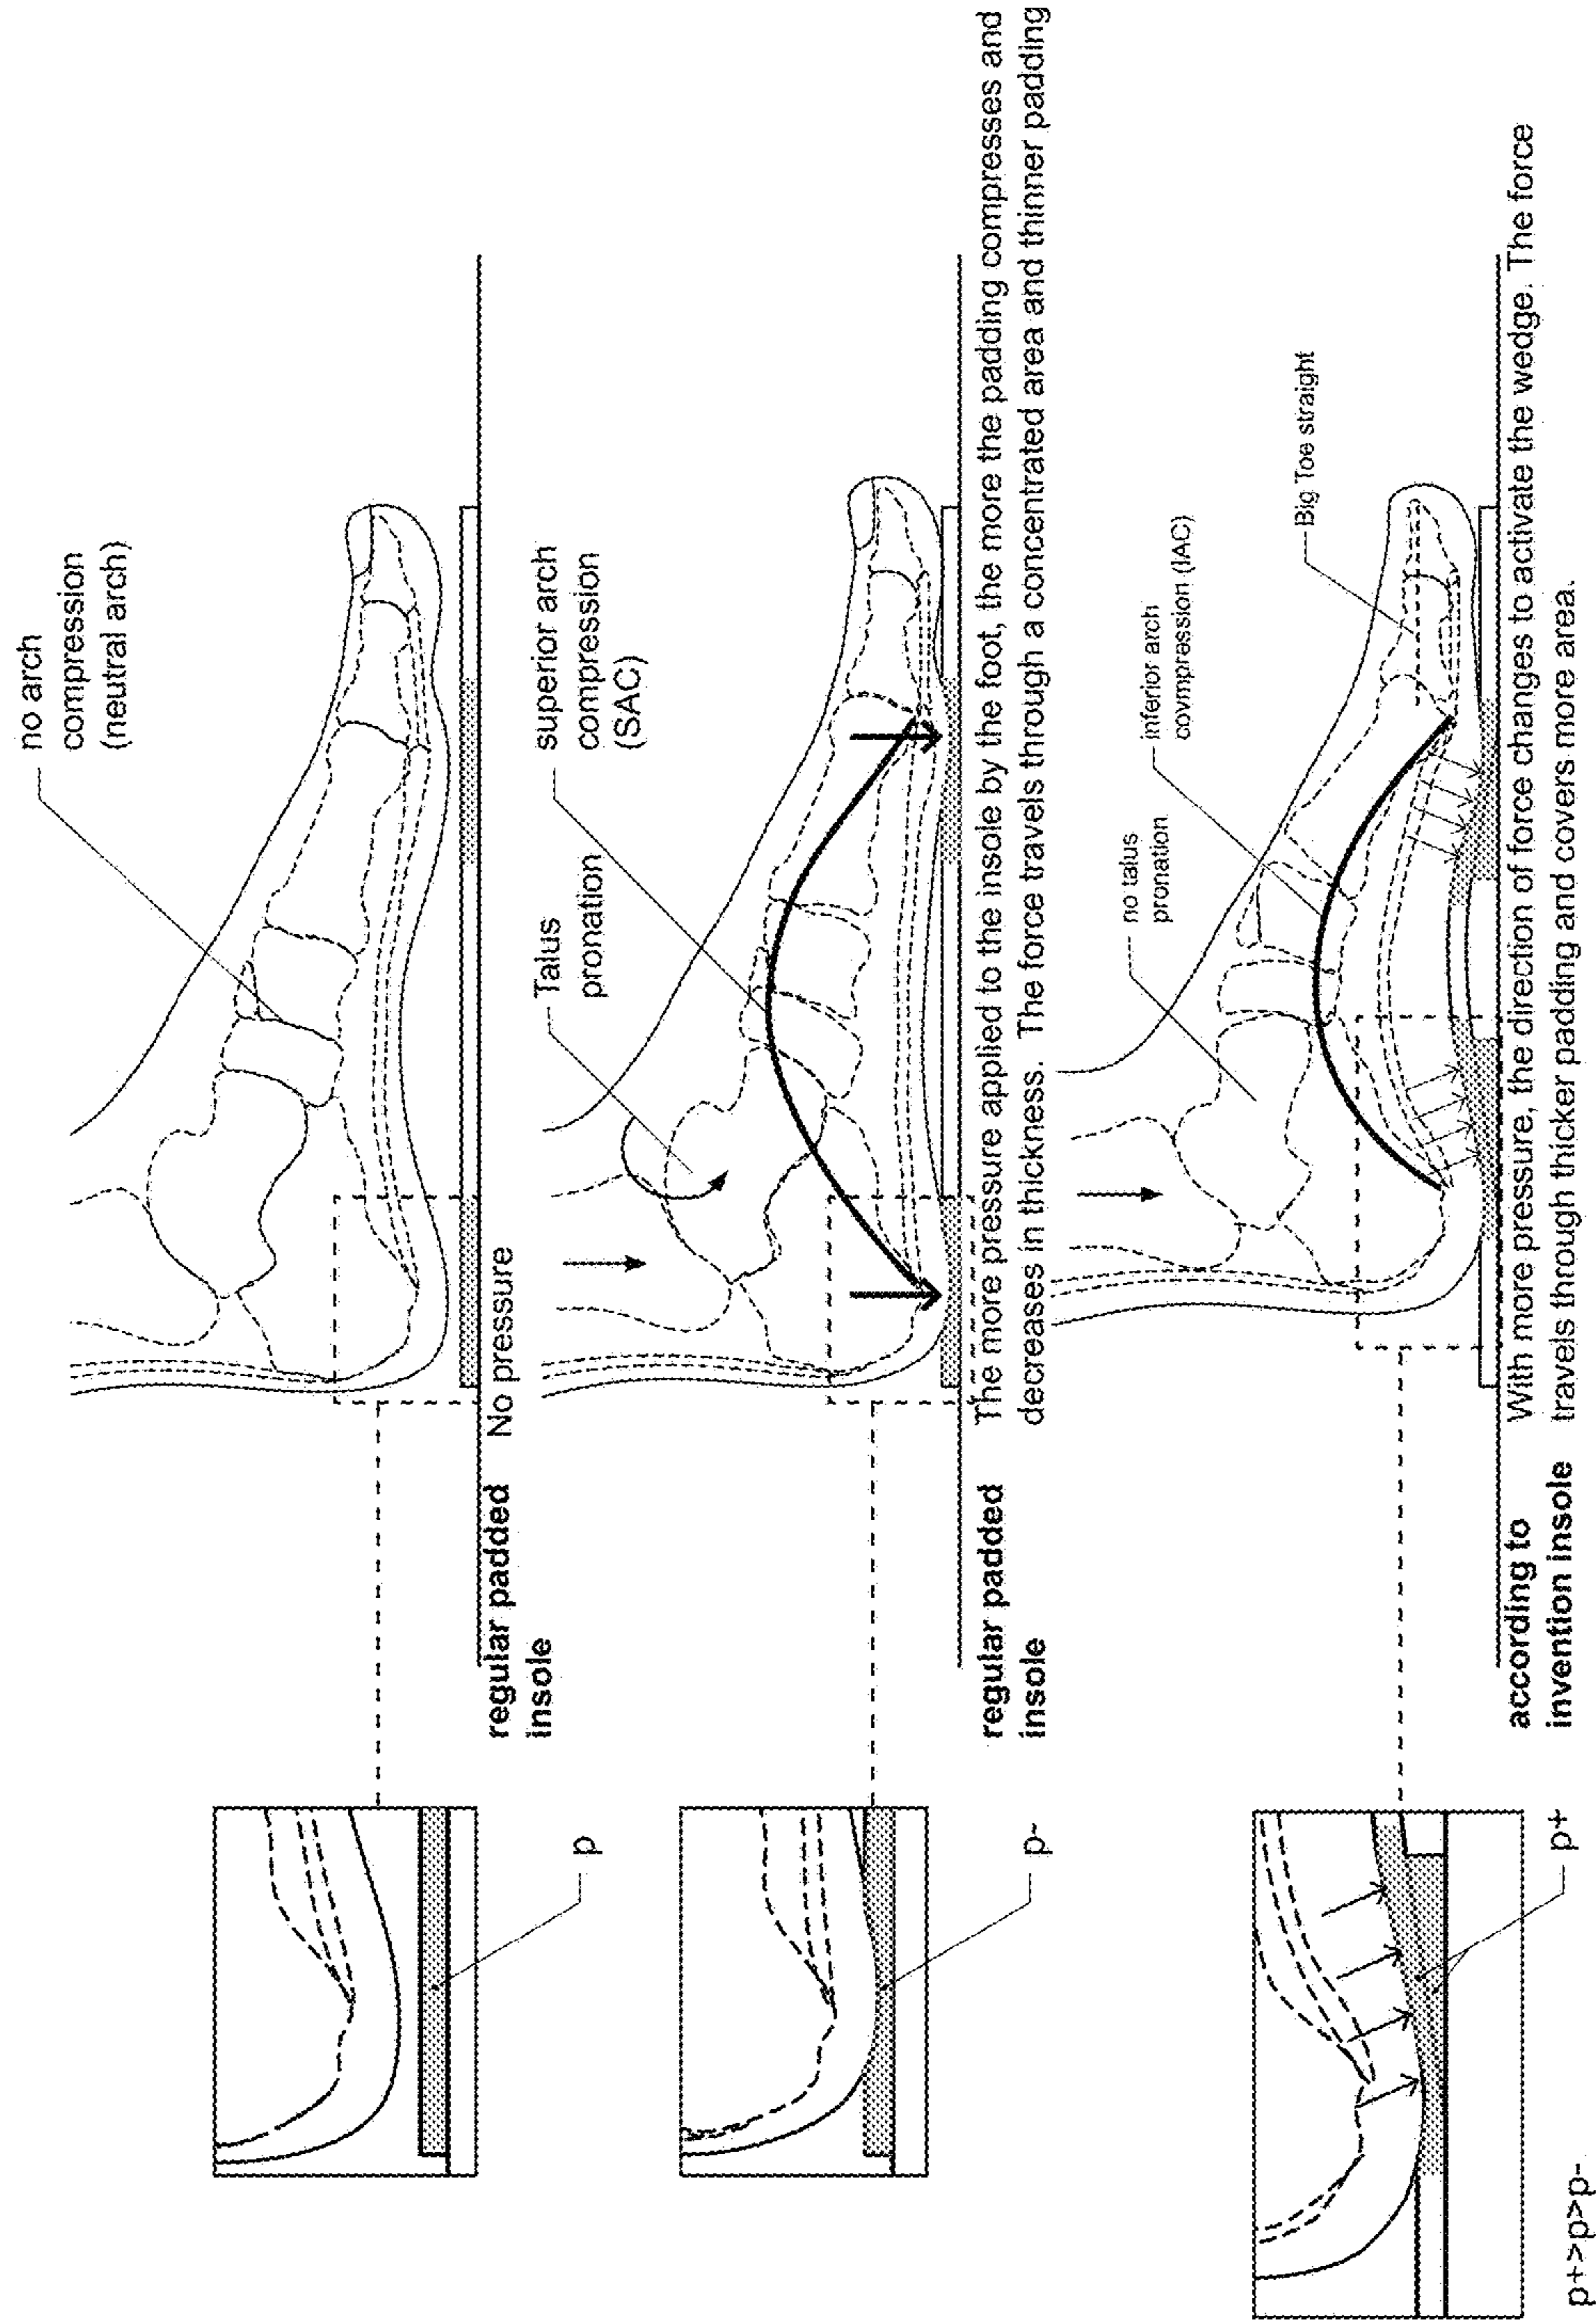 no arch
compression
(neutral arch)
p
regular padded
insole
No pressure
Talus
pronation
superior arch
compression
(SAC)
p-
regular padded
insole
The more pressure applied to the insole by the foot, the more the padding compresses and
decreases in thickness. The force travels through a concentrated area and thinner padding
no talus
pronation
inferior arch
covmpression (IAC)
Big Toe straight
p+
p+>p>p-
according to
invention insole
With more pressure, the direction of force changes to activate the wedge. The force
travels through thicker padding and covers more area.